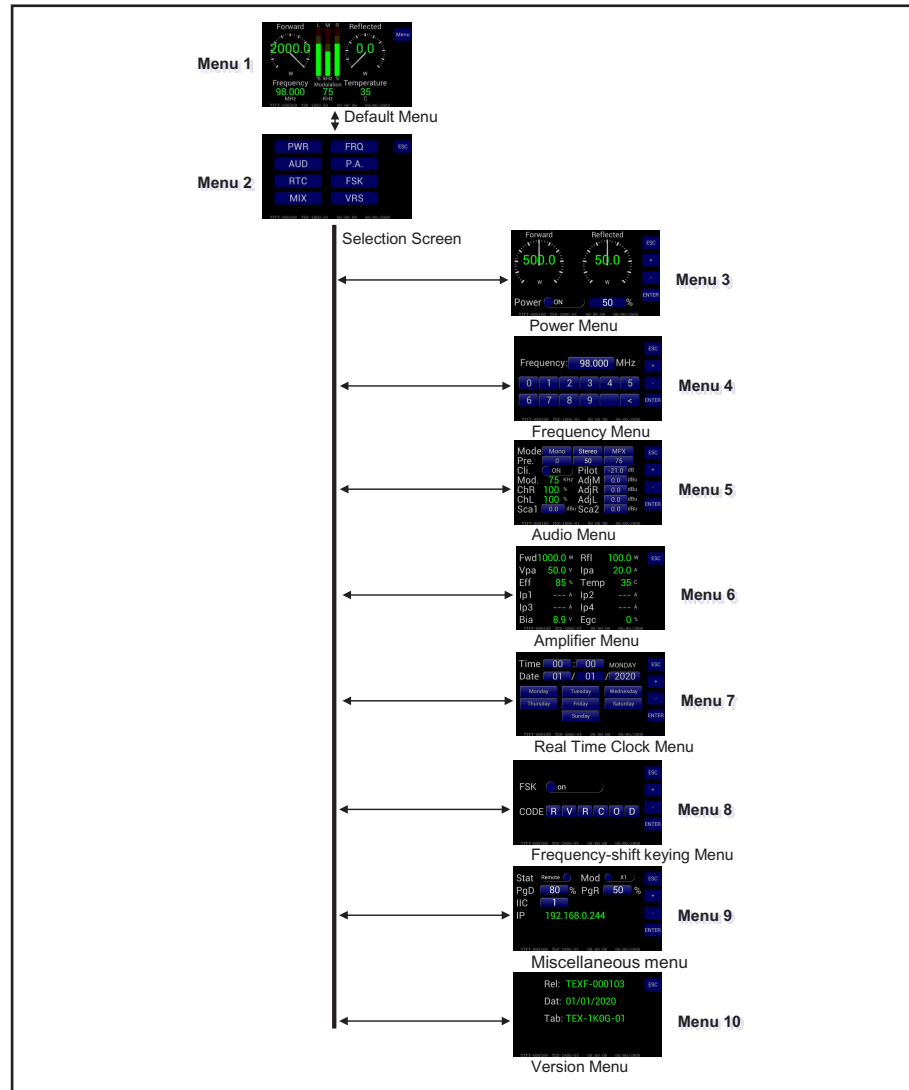 Forward L M R Reflected
Menu
2000.0 0,0
W W
% kHz %
Frequency Modulation Temperature
98.000 75 35
MHz KHz C
Menu 1
Default Menu
PWR FRQ ESC
AUD P.A.
RTC FSK
MIX VRS
Menu 2
Selection Screen
Forward Reflected
ESC
500.0 50.0
+
W W
-
ENTER
Power ON 50 %
Menu 3
Power Menu
ESC
Frequency: 98.000 MHz
+
0 1 2 3 4 5
-
6 7 8 9 <
ENTER
Menu 4
Frequency Menu
Mode Mono Stereo MPX ESC
Pre. 0 50 75
Cli. ON Pilot -21.0 dB +
Mod. 75 KHz AdjM 0.0 dBu
ChR 100 % AdjR 0.0 dBu -
ChL 100 % AdjL 0.0 dBu ENTER
Sca1 0.0 dBu Sca2 0.0 dBu
Menu 5
Audio Menu
Fwd 1000.0 W Rfl 100.0 W ESC
Vpa 50.0 V Ipa 20.0 A
Eff 85 % Temp 35 C
Ip1 --- A Ip2 --- A
Ip3 --- A Ip4 --- A
Bia 8.9 V Egc 0 %
Menu 6
Amplifier Menu
Time 00 : 00 MONDAY ESC
Date 01 / 01 / 2020
+
Monday Tuesday Wednesday
Thursday Friday Saturday
-
Sunday
ENTER
Menu 7
Real Time Clock Menu
ESC
FSK on
+
-
CODE R V R C O D
ENTER
Menu 8
Frequency-shift keying Menu
Stat Remote Mod X1 ESC
PgD 80 % PgR 50 %
+
IIC 1
IP 192.168.0.244
-
ENTER
Menu 9
Miscellaneous menu
Rel: TEXF-000103 ESC
Dat: 01/01/2020
Tab: TEX-1K0G-01
Menu 10
Version Menu